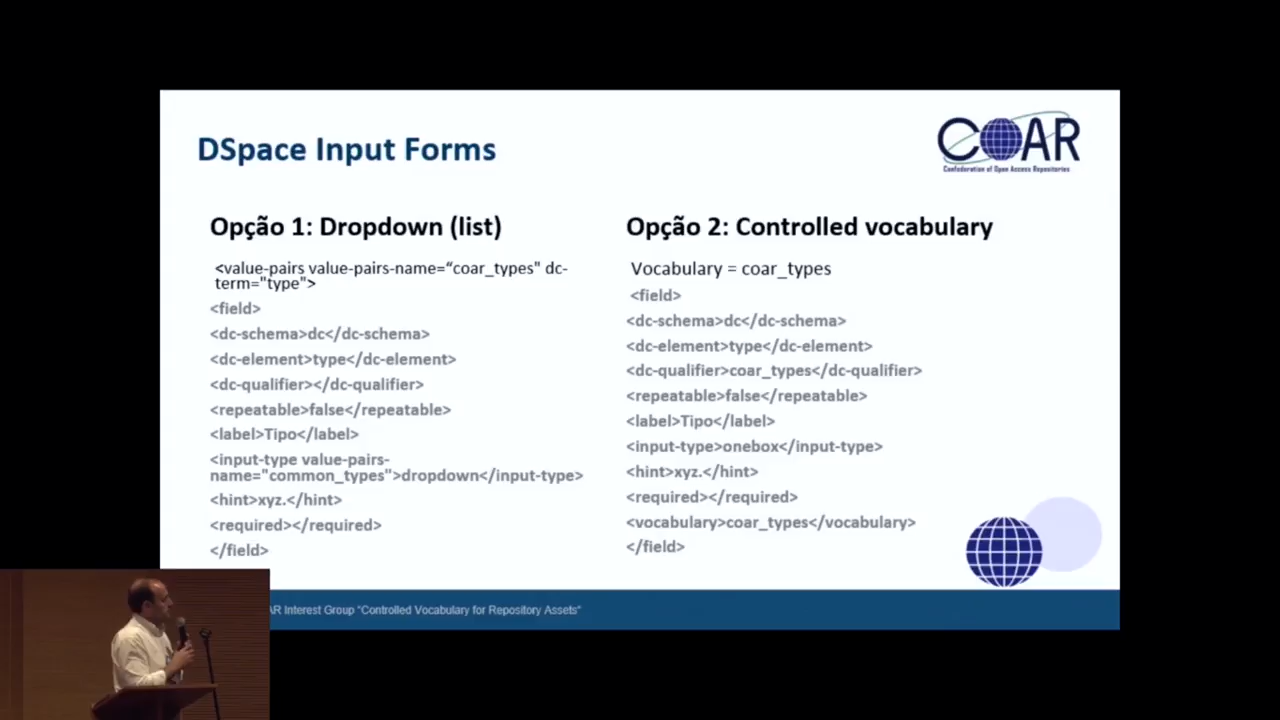 DSpace Input Forms
COAR
Confederation of Open Access Repositories
Opção 1: Dropdown (list)
<value-pairs value-pairs-name=“coar_types" dc-
term="type">
<field>
<dc-schema>dc</dc-schema>
<dc-element>type</dc-element>
<dc-qualifier></dc-qualifier>
<repeatable>false</repeatable>
<label>Tipo</label>
<input-type value-pairs-
name="common_types">dropdown</input-type>
<hint>xyz.</hint>
<required></required>
</field>
Opção 2: Controlled vocabulary
Vocabulary = coar_types
<field>
<dc-schema>dc</dc-schema>
<dc-element>type</dc-element>
<dc-qualifier>coar_types</dc-qualifier>
<repeatable>false</repeatable>
<label>Tipo</label>
<input-type>onebox</input-type>
<hint>xyz.</hint>
<required></required>
<vocabulary>coar_types</vocabulary>
</field>
AR Interest Group "Controlled Vocabulary for Repository Assets"